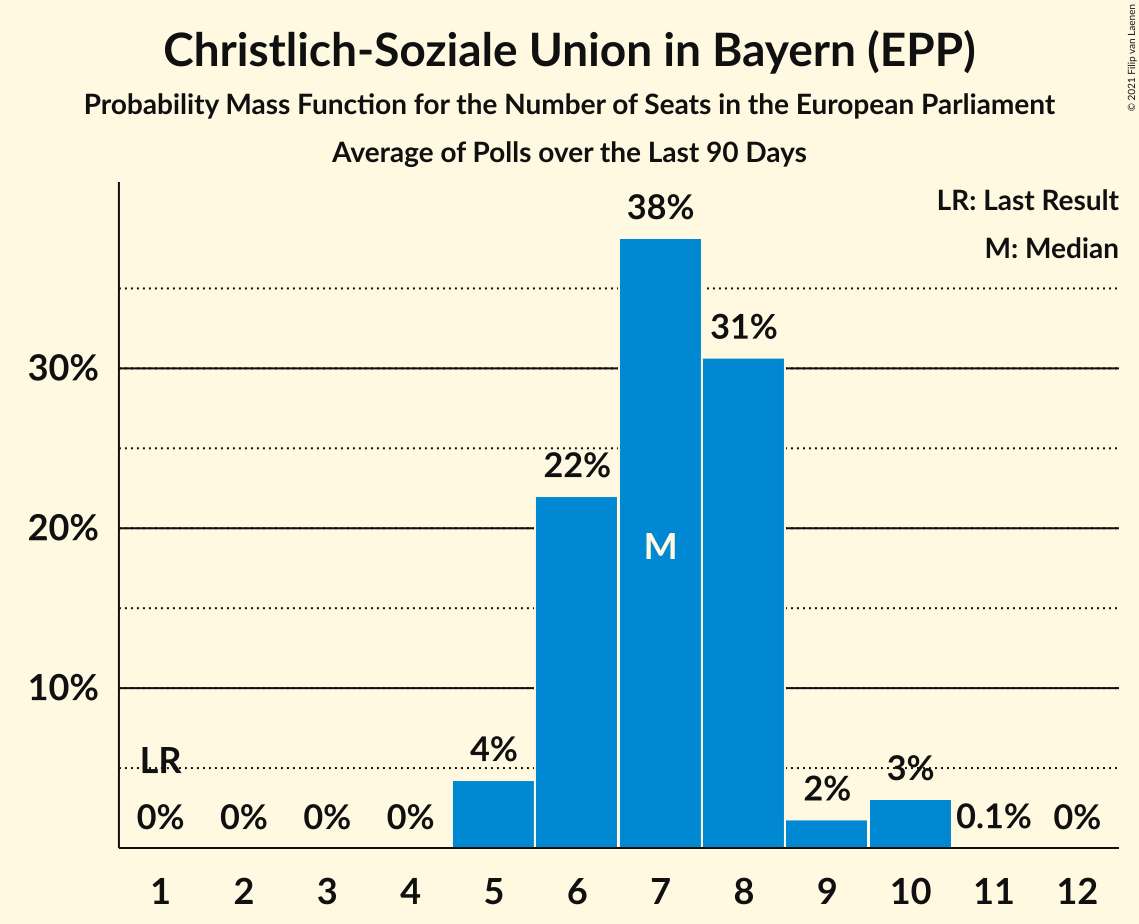 Christlich-Soziale Union in Bayern (EPP)
Probability Mass Function for the Number of Seats in the European Parliament
Average of Polls over the Last 90 Days
© 2021 Filip van Laenen
LR: Last Result
M: Median
38%
31%
30%
22%
20%
M
10%
LR
4%
3%
2%
0% 0% 0% 0% 0.1% 0%
1 2 3 4 5 6 7 8 9 10 11 12